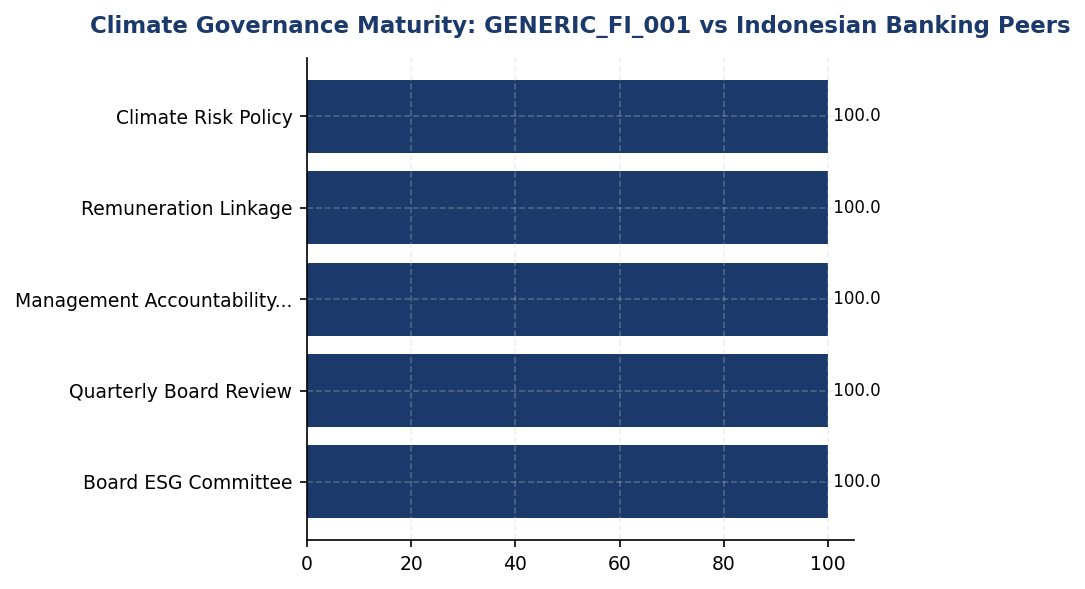 Climate Governance Maturity: GENERIC_FI_001 vs Indonesian Banking Peers
Climate Risk Policy 100.0
Remuneration Linkage 100.0
Management Accountability... 100.0
Quarterly Board Review 100.0
Board ESG Committee 100.0
0 20 40 60 80 100